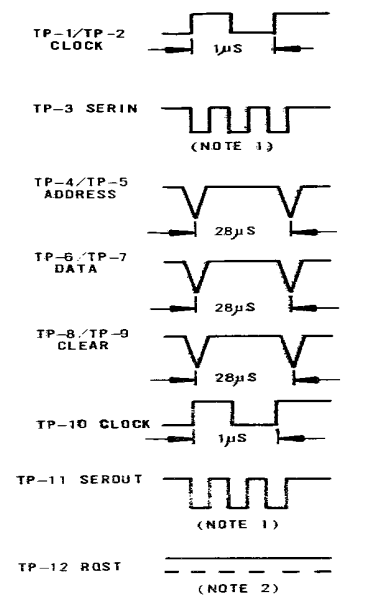 TP-1/TP-2
CLOCK
1µS
TP-3 SERIN
(NOTE 1)
TP-4/TP-5
ADDRESS
28µS
TP-6/TP-7
DATA
28µS
TP-8/TP-9
CLEAR
28µS
TP-10 CLOCK
1µS
TP-11 SEROUT
(NOTE 1)
TP-12 RQST
(NOTE 2)